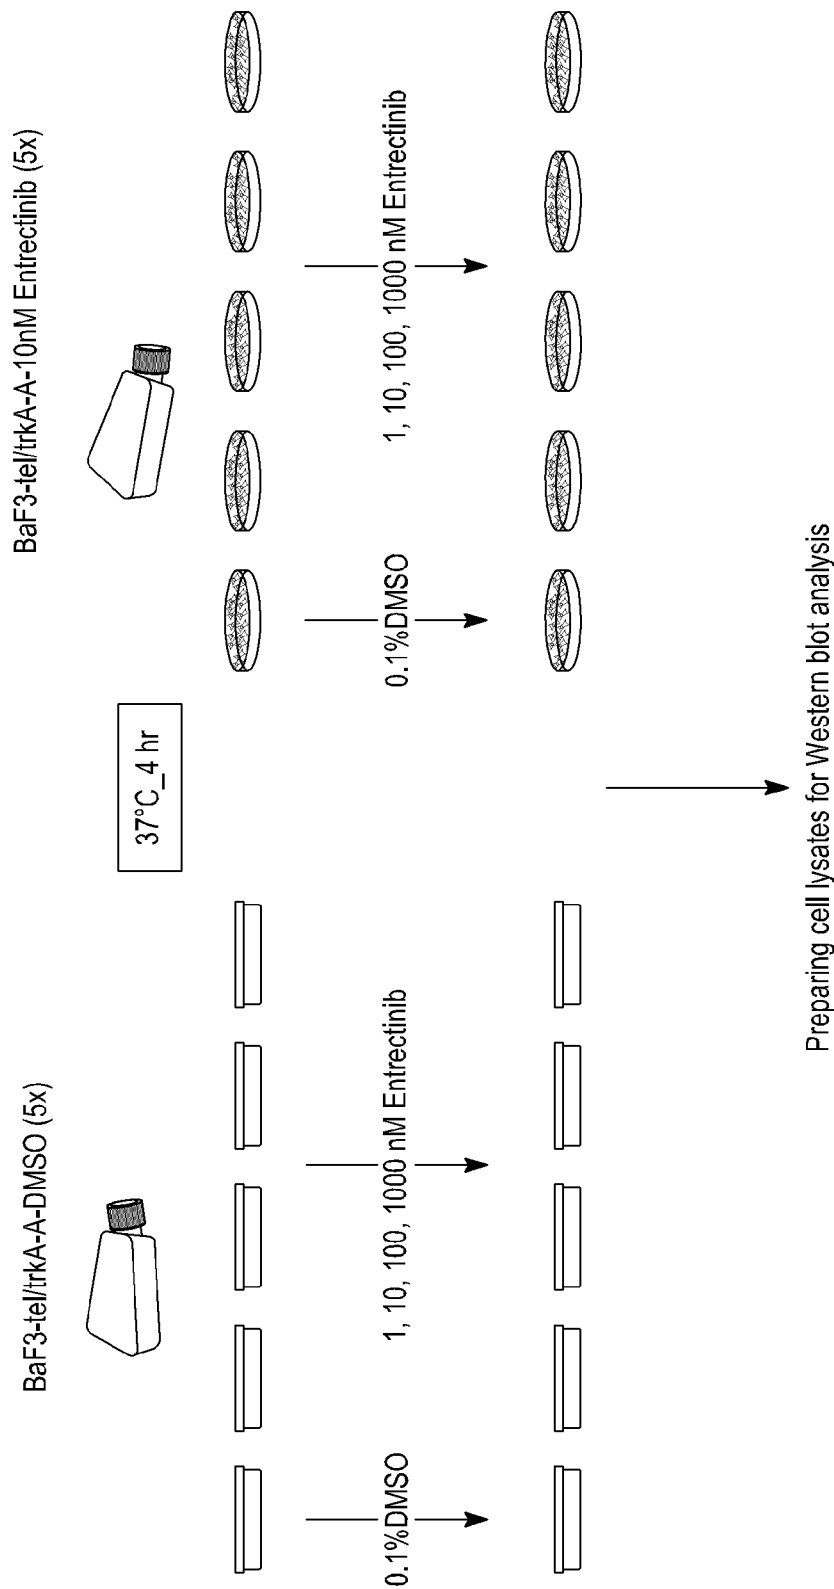 BaF3-tel/trkA-A-DMSO (5x)
BaF3-tel/trkA-A-10nM Entrectinib (5x)
37°C_4 hr
0.1%DMSO
1, 10, 100, 1000 nM Entrectinib
0.1%DMSO
1, 10, 100, 1000 nM Entrectinib
Preparing cell lysates for Western blot analysis